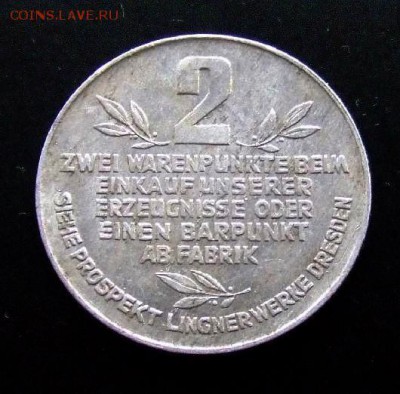 COINS.LAVE.RU
2
ZWEI WARENPUNKTE BEIM
EINKAUF UNSERER
ERZEUGNISSE ODER
EINEN BARPUNKT
AB FABRIK
SIEHE PROSPEKT LINGNERWERKE DRESDEN